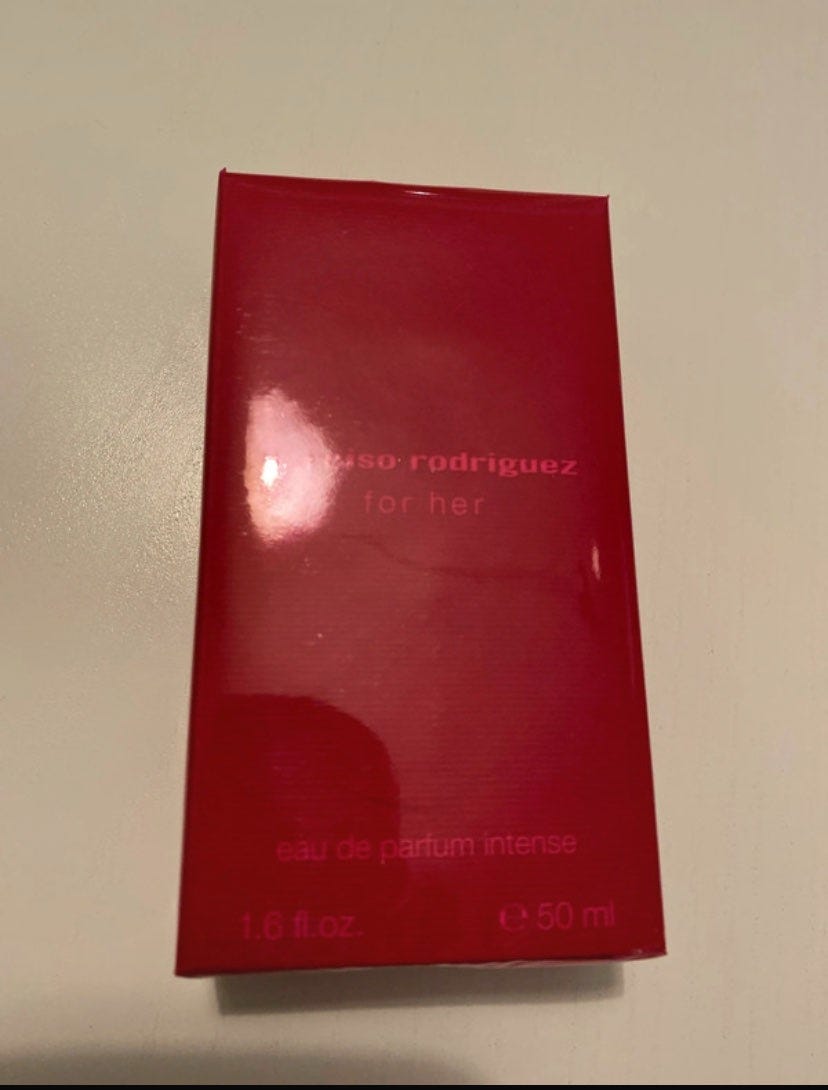 rodriguez
for her
eau de parfum intense
1.6 fl.oz.
℮ 50 ml